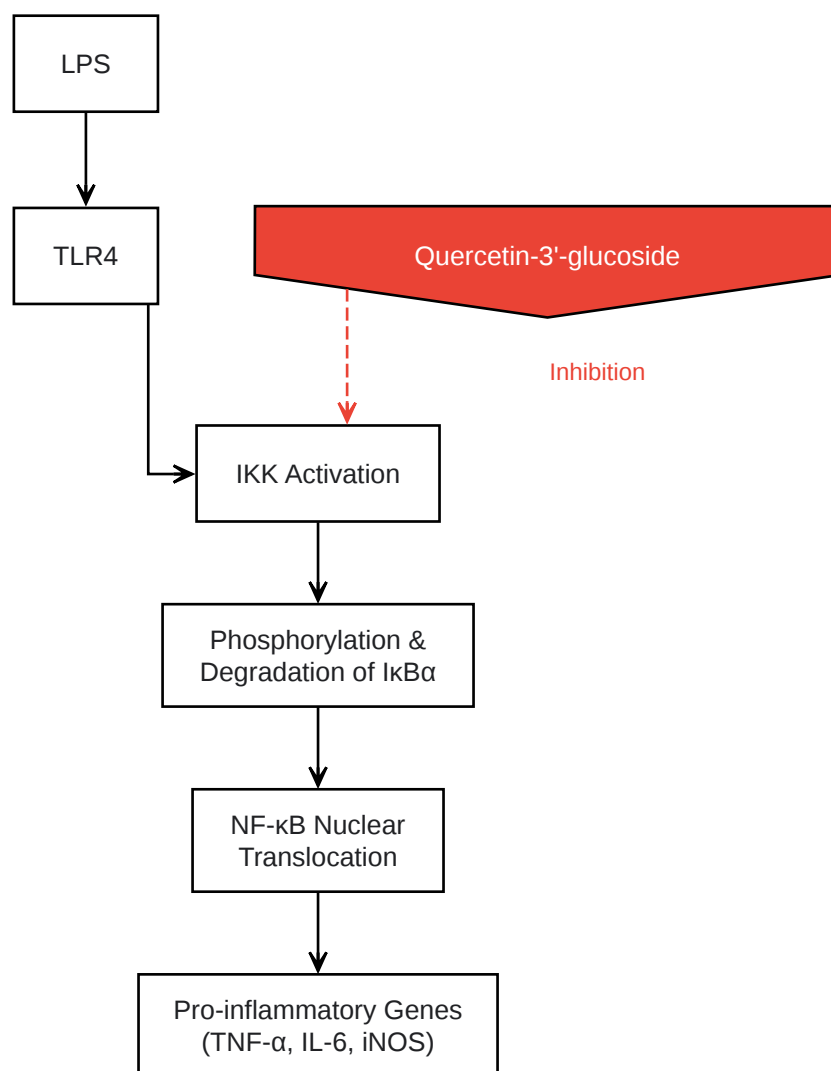 LPS
TLR4
Quercetin-3'-glucoside
Inhibition
IKK Activation
Phosphorylation &
Degradation of IκBα
NF-κB Nuclear
Translocation
Pro-inflammatory Genes
(TNF-α, IL-6, iNOS)